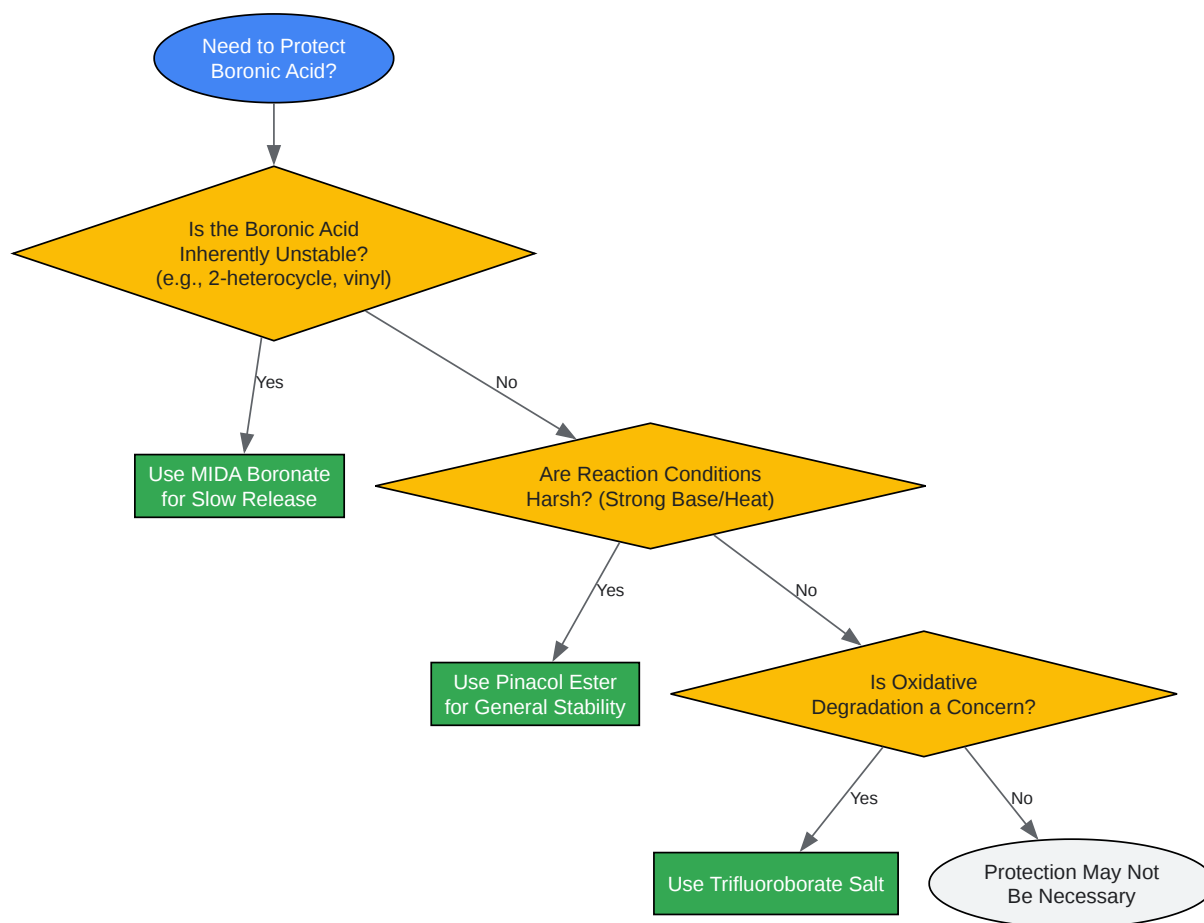 Need to Protect
Boronic Acid?
Is the Boronic Acid
Inherently Unstable?
(e.g., 2-heterocycle, vinyl)
Yes
No
Use MIDA Boronate
for Slow Release
Are Reaction Conditions
Harsh? (Strong Base/Heat)
Yes
No
Use Pinacol Ester
for General Stability
Is Oxidative
Degradation a Concern?
Yes
No
Use Trifluoroborate Salt
Protection May Not
Be Necessary